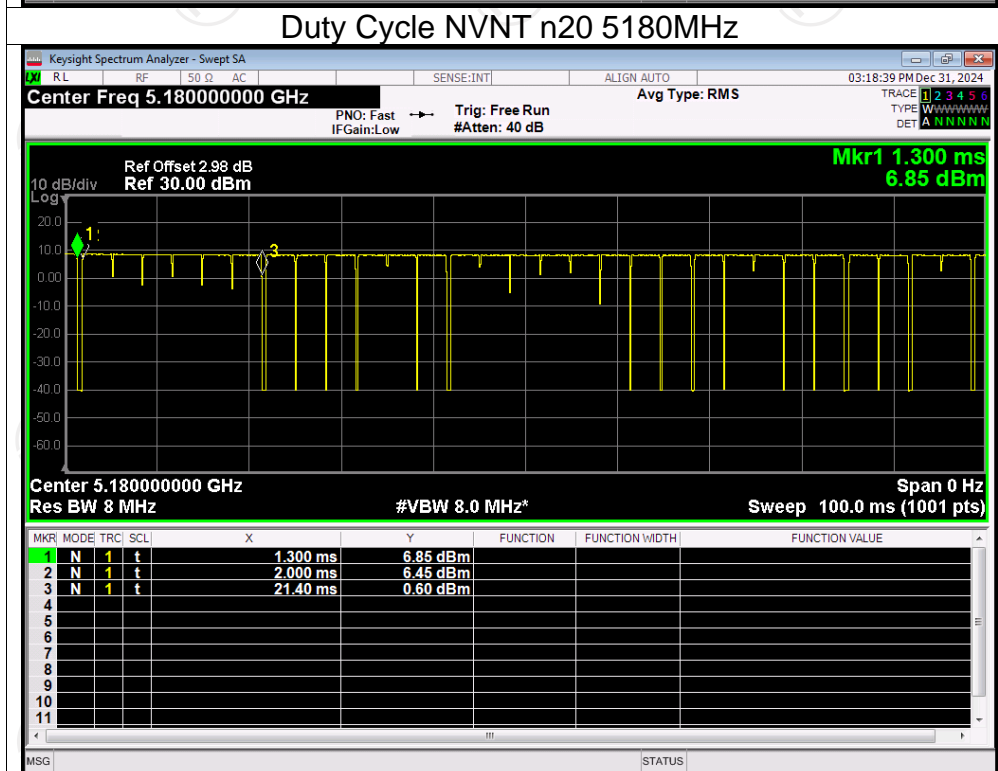 Duty Cycle NVNT n20 5180MHz
Keysight Spectrum Analyzer - Swept SA
LXI RL RF 50 Ω AC SENSE:INT ALIGN AUTO 03:18:39 PM Dec 31, 2024
Center Freq 5.180000000 GHz Avg Type: RMS TRACE 1 2 3 4 5 6
PNO: Fast Trig: Free Run TYPE WWWWWW
IFGain:Low #Atten: 40 dB DET A N N N N N
Mkr1 1.300 ms
Ref Offset 2.98 dB
10 dB/div Ref 30.00 dBm 6.85 dBm
Log
20.0
1
10.0 3
0.00
-10.0
-20.0
-30.0
-40.0
-50.0
-60.0
Center 5.180000000 GHz Span 0 Hz
Res BW 8 MHz #VBW 8.0 MHz* Sweep 100.0 ms (1001 pts)
MKR MODE TRC SCL X Y FUNCTION FUNCTION WIDTH FUNCTION VALUE
1 N 1 t 1.300 ms 6.85 dBm
2 N 1 t 2.000 ms 6.45 dBm
3 N 1 t 21.40 ms 0.60 dBm
4
5
6
7
8
9
10
11
MSG STATUS